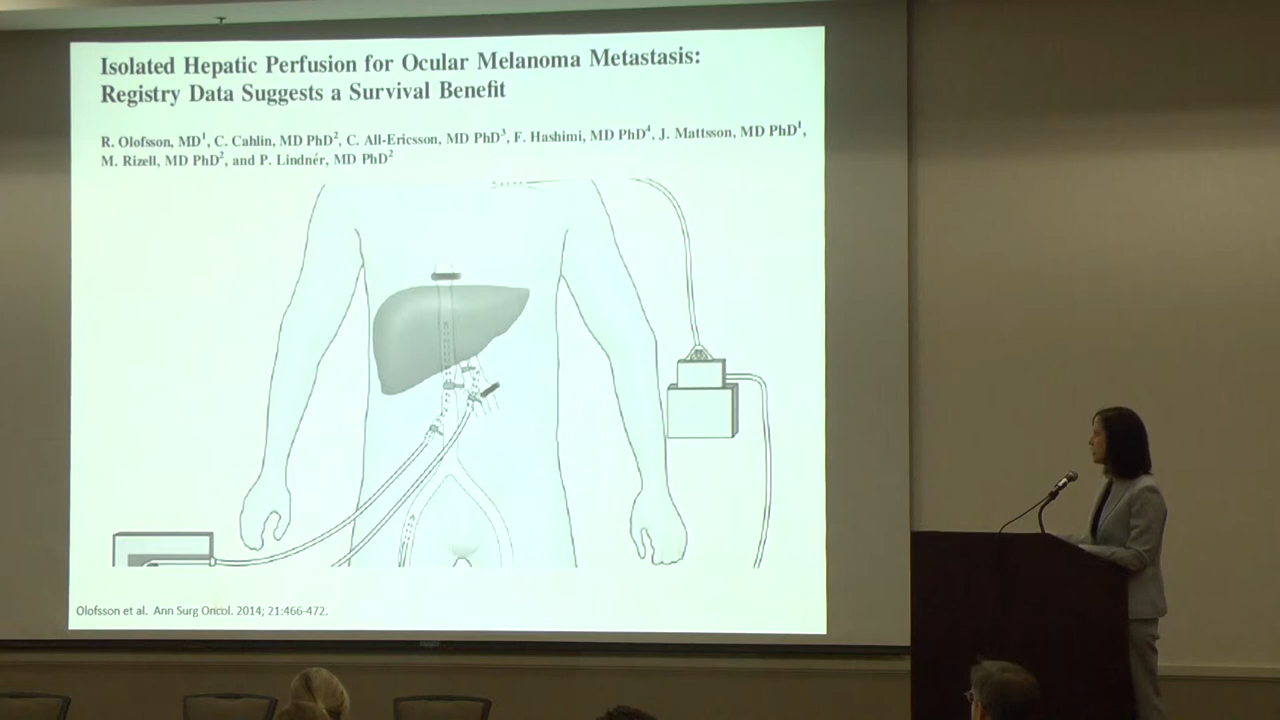 Isolated Hepatic Perfusion for Ocular Melanoma Metastasis:
Registry Data Suggests a Survival Benefit
R. Olofsson, MD¹, C. Cahlin, MD PhD², C. All-Ericsson, MD PhD³, F. Hashimi, MD PhD⁴, J. Mattsson, MD PhD¹,
M. Rizell, MD PhD², and P. Lindnér, MD PhD²
Olofsson et al. Ann Surg Oncol. 2014; 21:466-472.